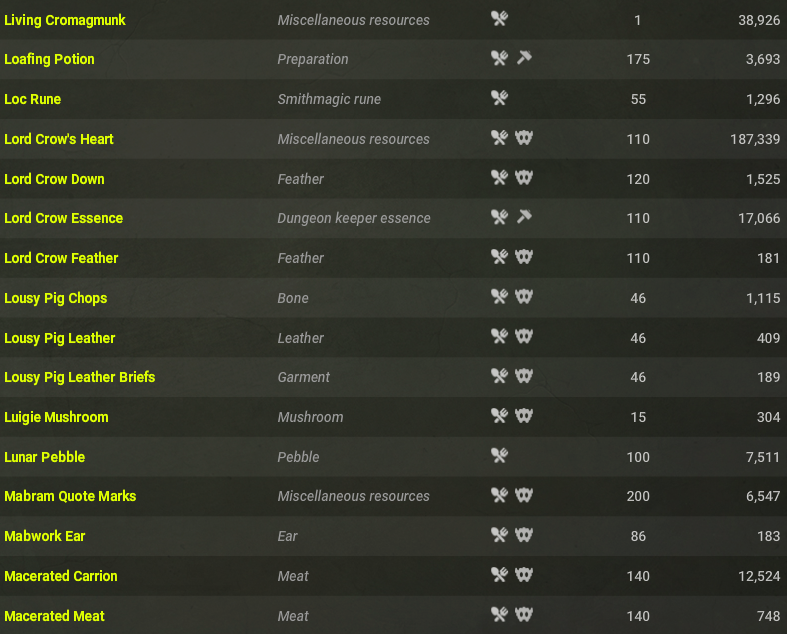 Living Cromagmunk Miscellaneous resources 1 38,926
Loafing Potion Preparation 175 3,693
Loc Rune Smithmagic rune 55 1,296
Lord Crow's Heart Miscellaneous resources 110 187,339
Lord Crow Down Feather 120 1,525
Lord Crow Essence Dungeon keeper essence 110 17,066
Lord Crow Feather Feather 110 181
Lousy Pig Chops Bone 46 1,115
Lousy Pig Leather Leather 46 409
Lousy Pig Leather Briefs Garment 46 189
Luigie Mushroom Mushroom 15 304
Lunar Pebble Pebble 100 7,511
Mabram Quote Marks Miscellaneous resources 200 6,547
Mabwork Ear Ear 86 183
Macerated Carrion Meat 140 12,524
Macerated Meat Meat 140 748